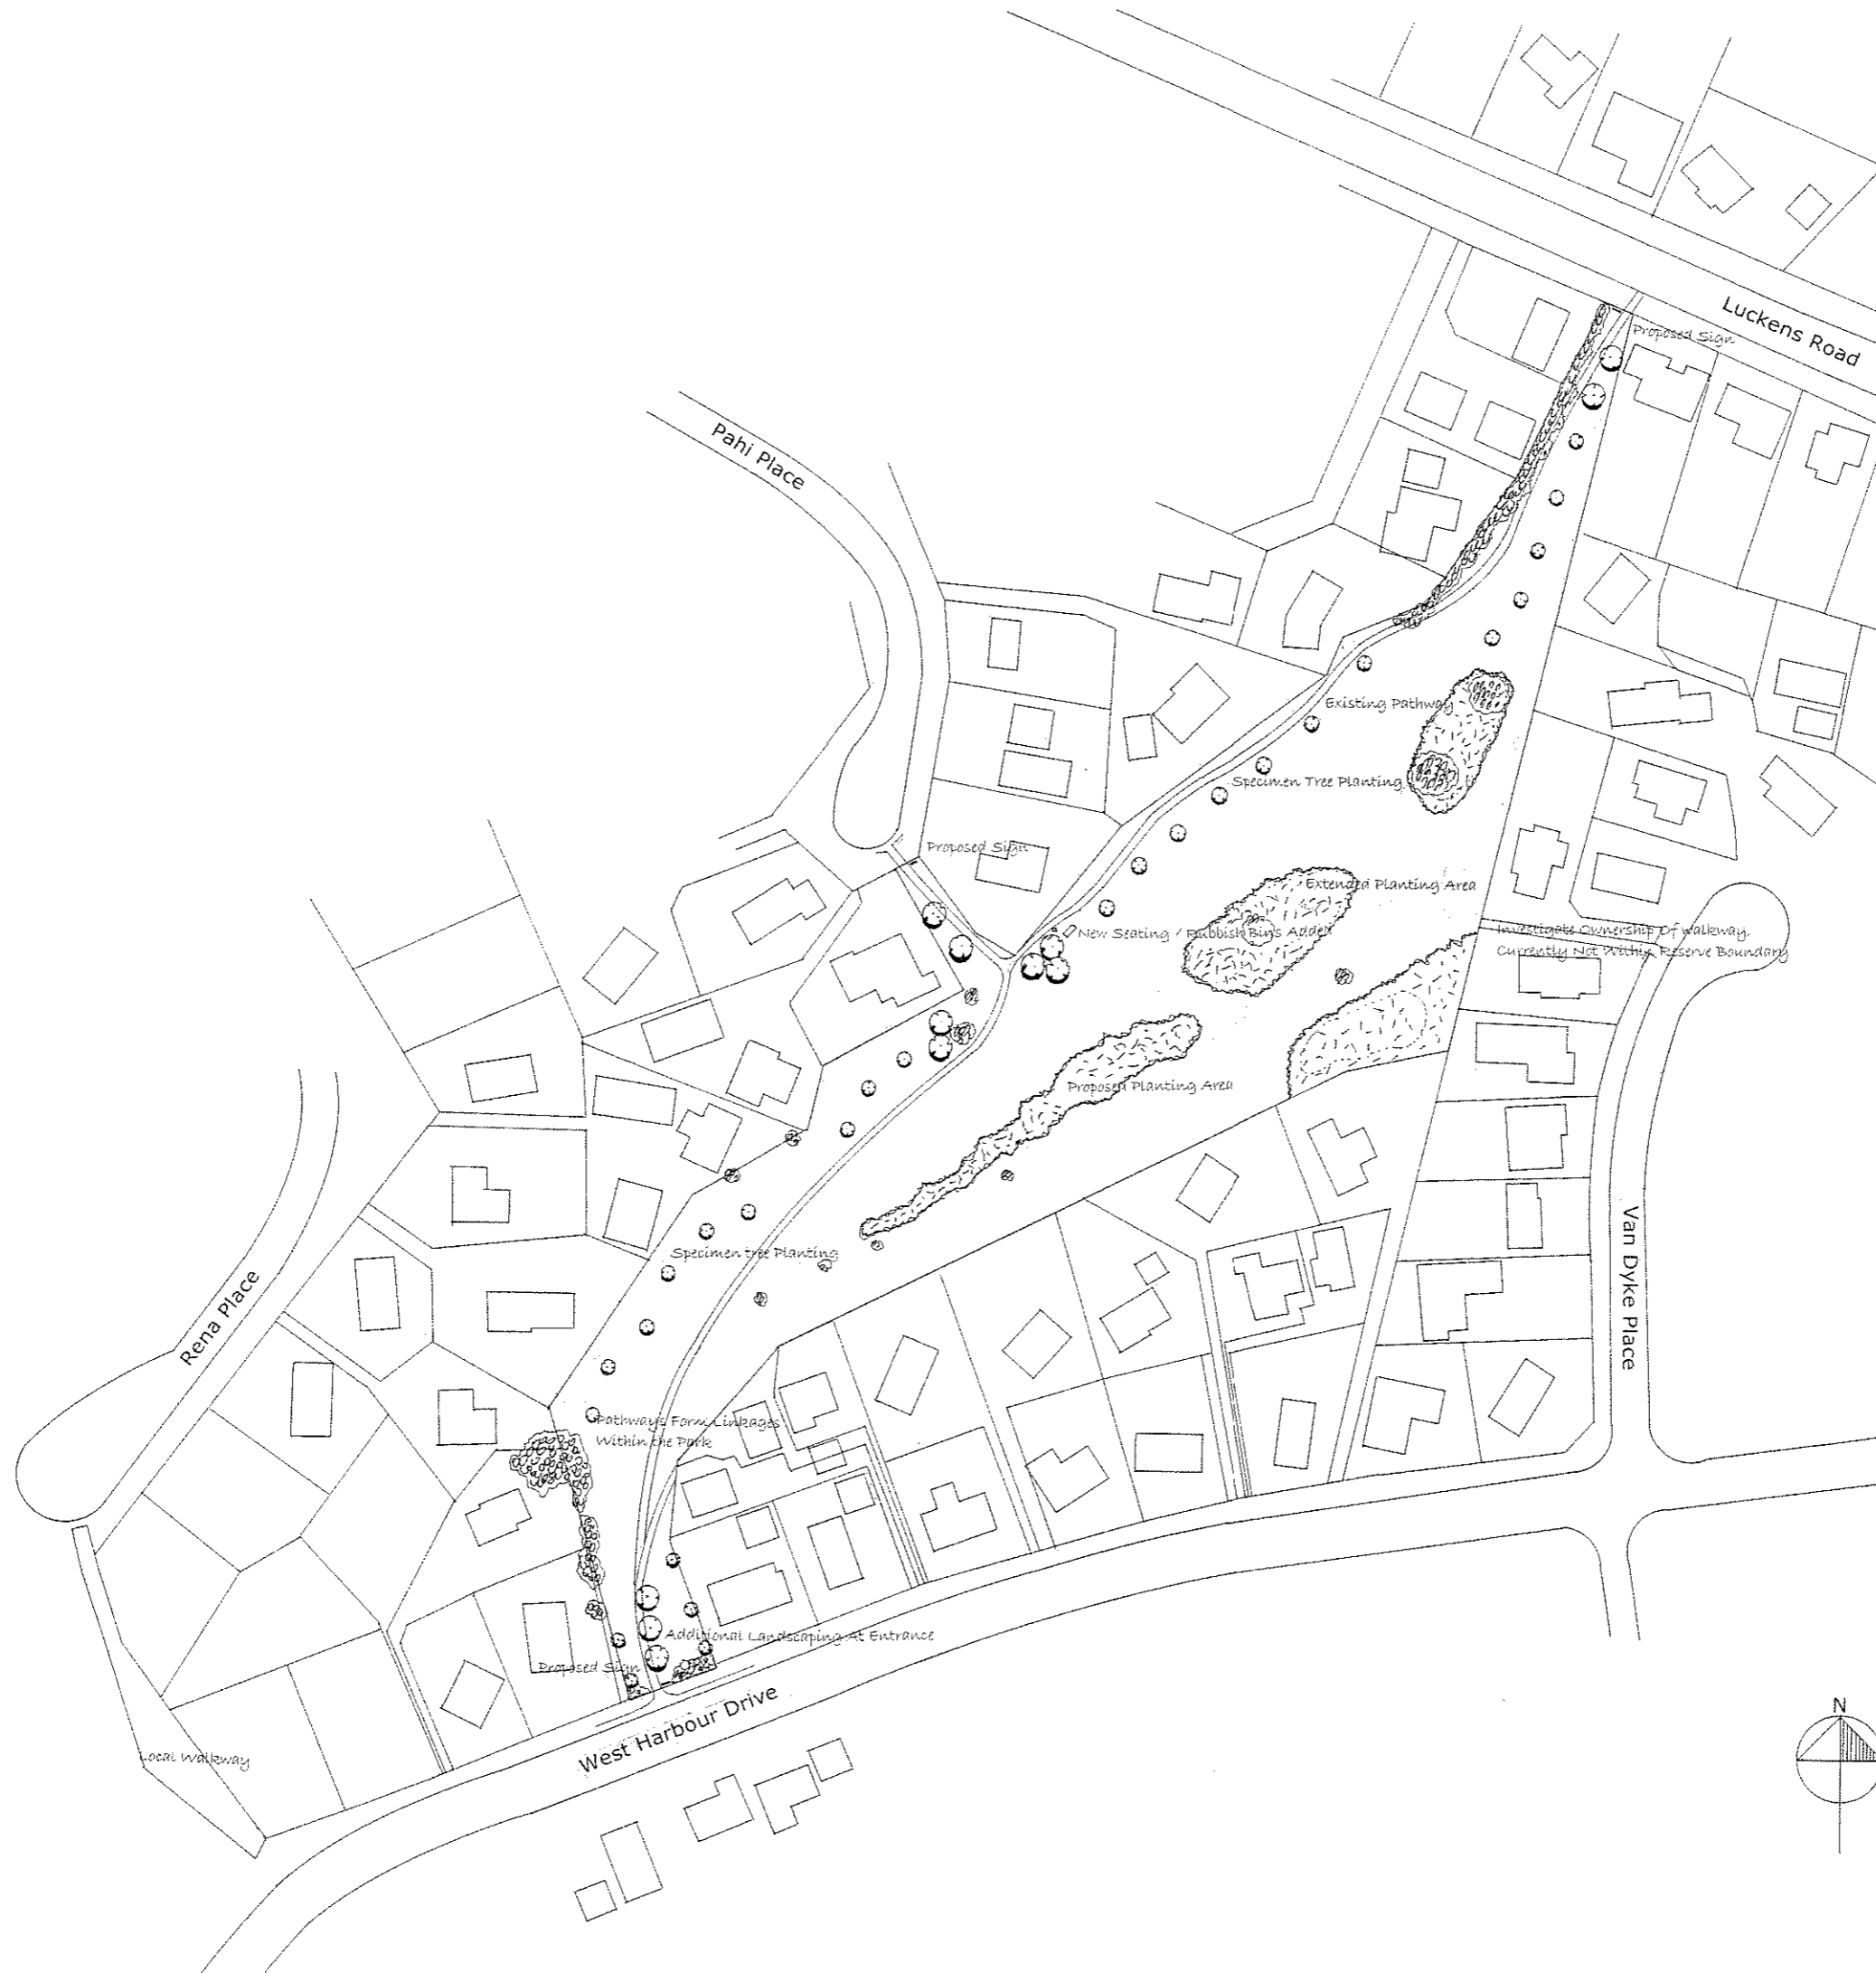 Luckens Road
Proposed Sign
Pahi Place
Existing Pathway
Specimen Tree Planting
Proposed Sign
Extended Planting Area
New Seating / Rubbish Bins Added
Investigate Ownership Of Walkway,
Currently Not Within Reserve Boundary
Proposed Planting Area
Van Dyke Place
Specimen tree Planting
Rena Place
Pathways Form Linkages
Within the Park
Additional Landscaping At Entrance
Proposed Sign
West Harbour Drive
N
Local Walkway